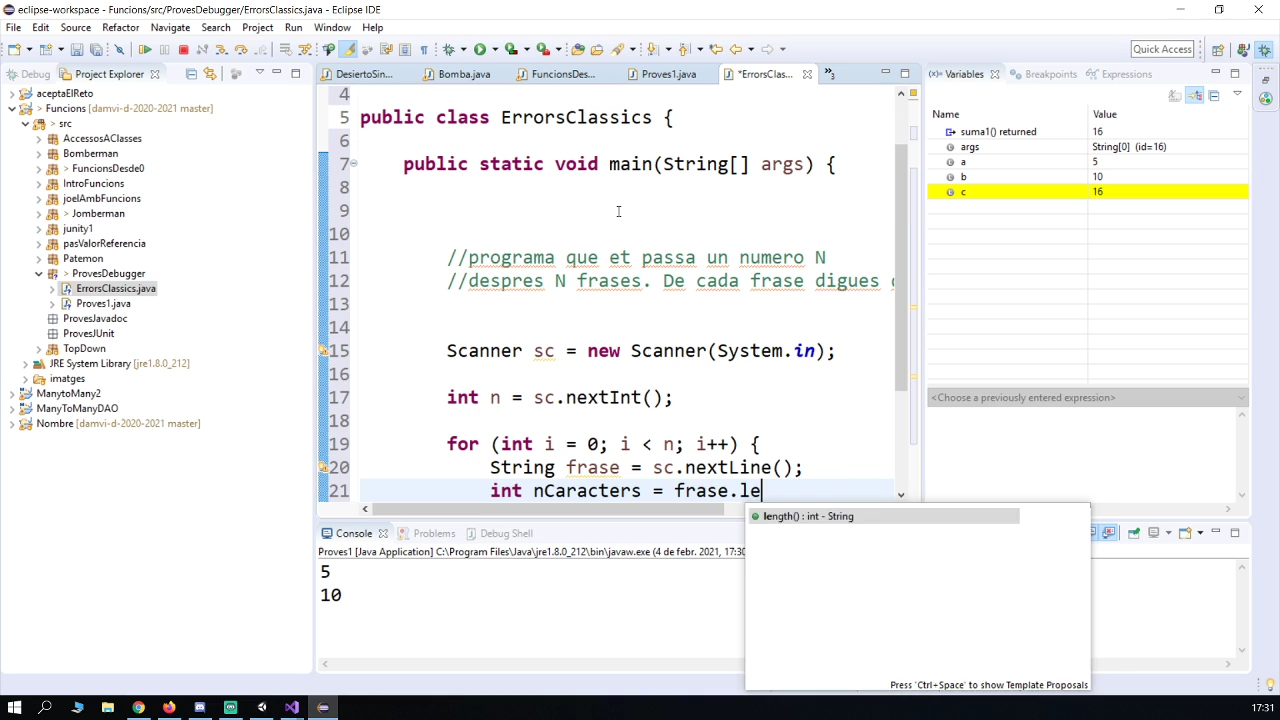 eclipse-workspace - Funcions/src/ProvesDebugger/ErrorsClassics.java - Eclipse IDE
File Edit Source Refactor Navigate Search Project Run Window Help
Quick Access
Debug Project Explorer
DesiertoSin... Bomba.java FuncionsDes... Proves1.java *ErrorsClas... 3
(x)= Variables Breakpoints Expressions
aceptaElReto
> Funcions [damvi-d-2020-2021 master]
> src
AccessosAClasses
Bomberman
> FuncionsDesde0
IntroFuncions
joelAmbFuncions
> Jomberman
junity1
pasValorReferencia
Patemon
> ProvesDebugger
ErrorsClassics.java
Proves1.java
ProvesJavadoc
ProvesJUnit
TopDown
JRE System Library [jre1.8.0_212]
imatges
ManytoMany2
ManyToManyDAO
Nombre [damvi-d-2020-2021 master]
4
5 public class ErrorsClassics {
6
7 public static void main(String[] args) {
8
9
10
11 //programa que et passa un numero N
12 //despres N frases. De cada frase digues
13
14
15 Scanner sc = new Scanner(System.in);
16
17 int n = sc.nextInt();
18
19 for (int i = 0; i < n; i++) {
20 String frase = sc.nextLine();
21 int nCaracters = frase.le
length() : int - String
Press 'Ctrl+Space' to show Template Proposals
Name Value
suma1() returned 16
args String[0] (id=16)
a 5
b 10
c 16
<Choose a previously entered expression>
Console Problems Debug Shell
Proves1 [Java Application] C:\Program Files\Java\jre1.8.0_212\bin\javaw.exe (4 de febr. 2021, 17:30
5
10
17:31